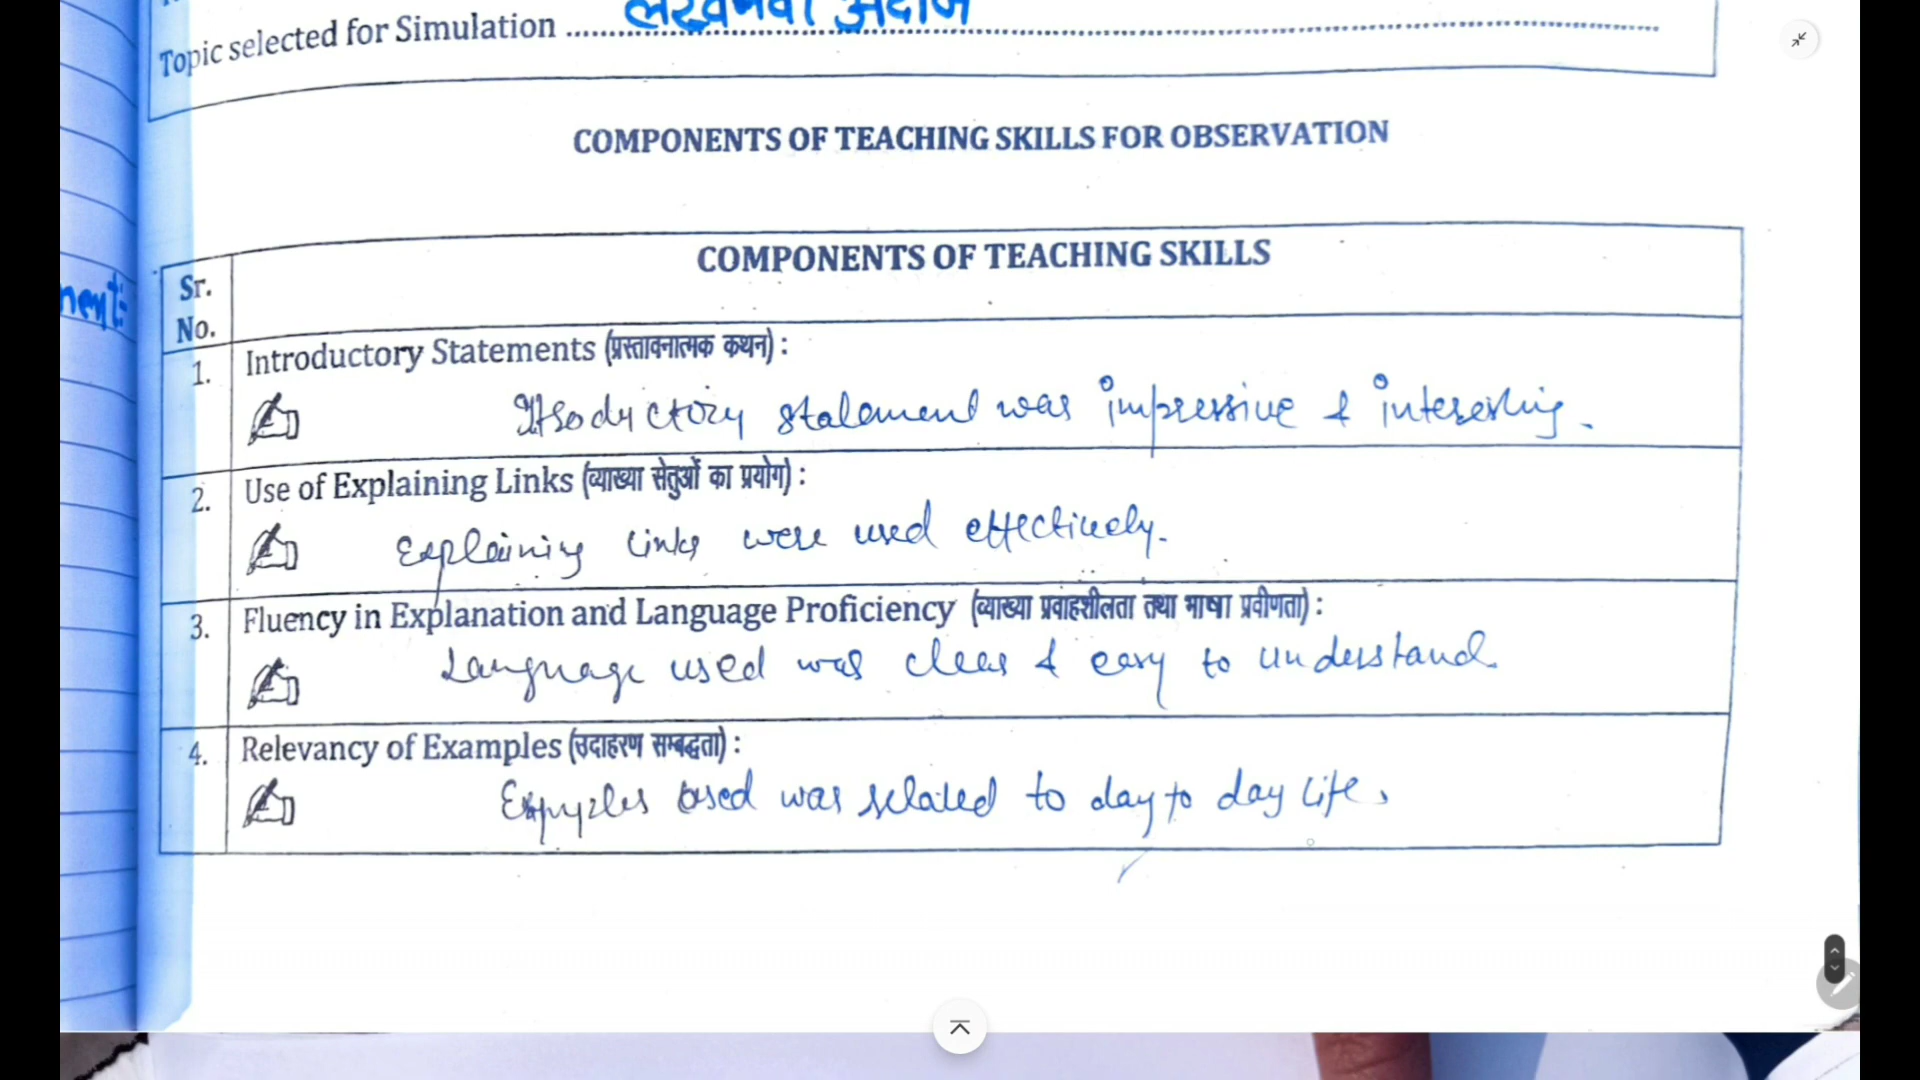 Topic selected for Simulation
COMPONENTS OF TEACHING SKILLS FOR OBSERVATION
Sr. No.
COMPONENTS OF TEACHING SKILLS
1. Introductory Statements (प्रस्तावनात्मक कथन) :
statement was impressive & interesting.
2. Use of Explaining Links (व्याख्या सेतुओं का प्रयोग) :
Explaining links were used effectively.
3. Fluency in Explanation and Language Proficiency (व्याख्या प्रवाहशीलता तथा भाषा प्रवीणता) :
Language used was clear & easy to understand
4. Relevancy of Examples (उदाहरण सम्बद्धता) :
used was related to day to day life.